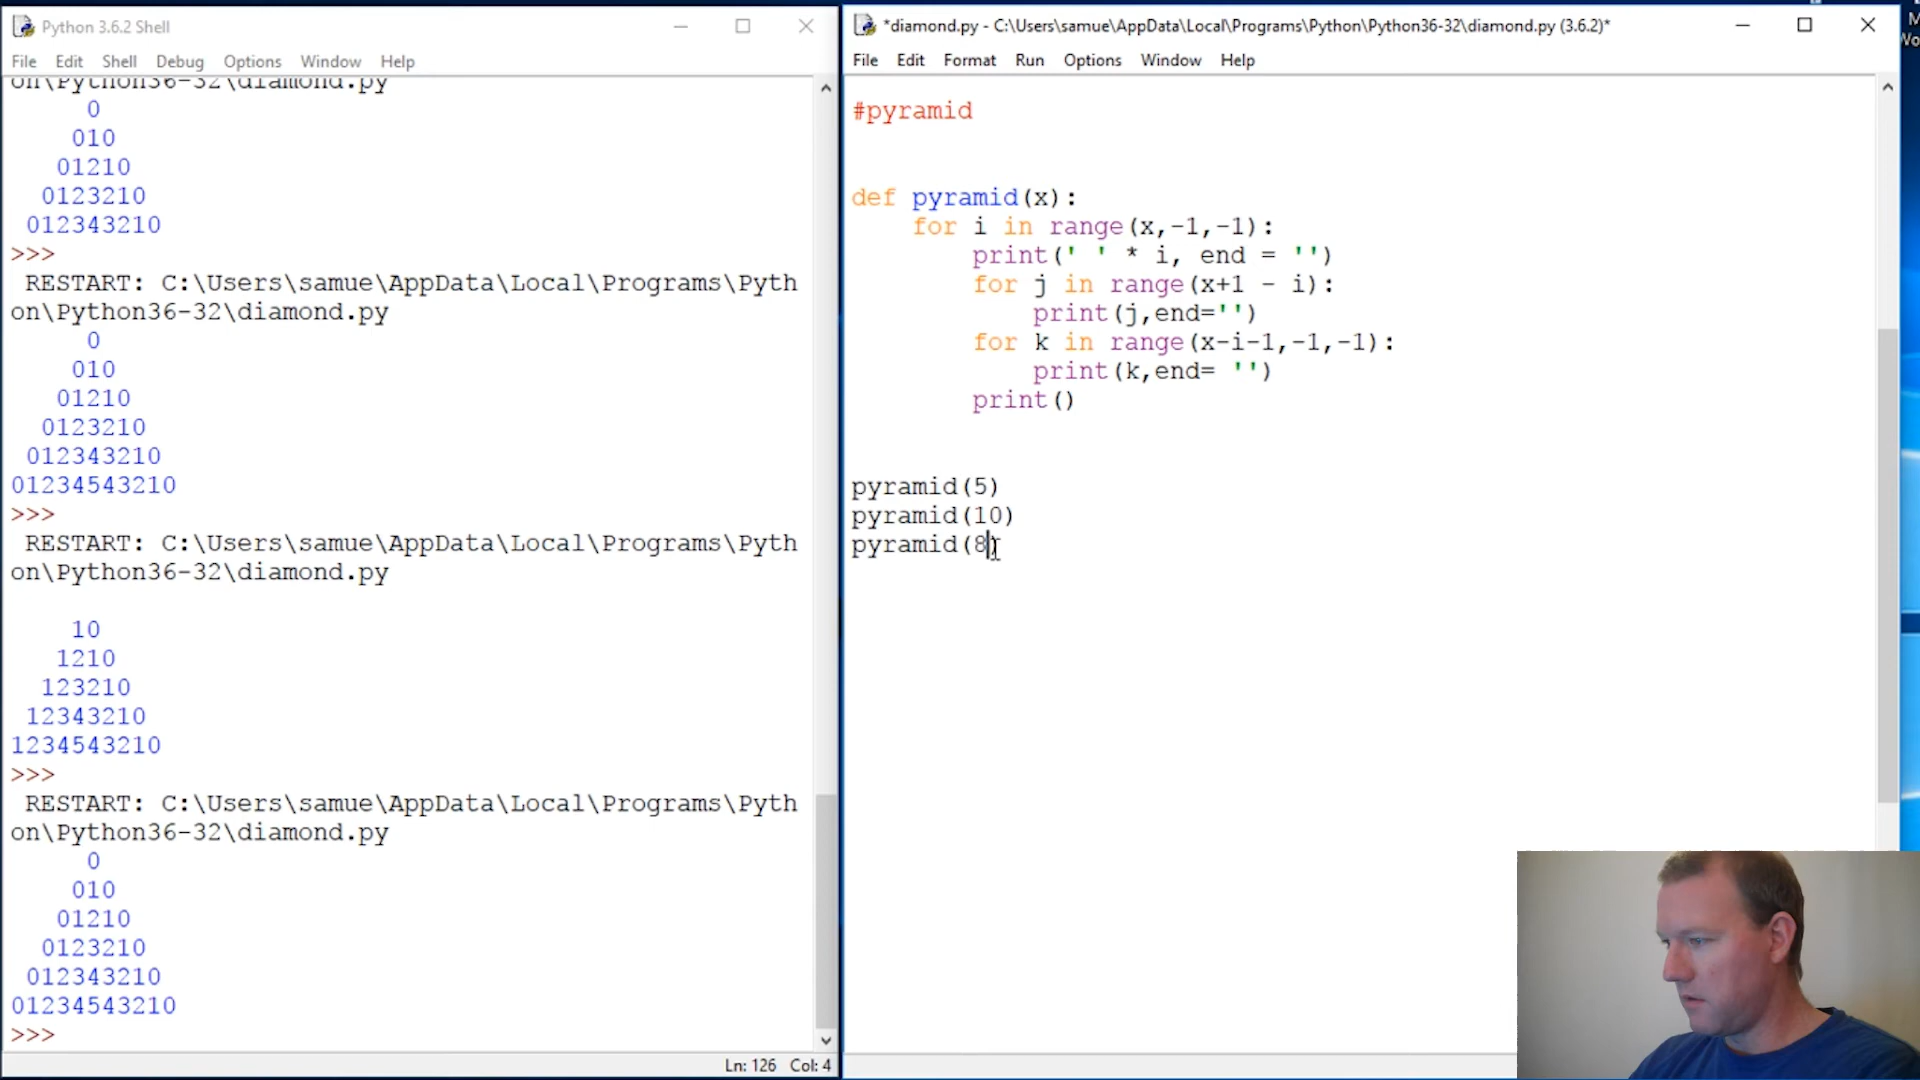 Python 3.6.2 Shell
File Edit Shell Debug Options Window Help
on\Python36-32\diamond.py
0
010
01210
0123210
012343210
>>>
RESTART: C:\Users\samue\AppData\Local\Programs\Pyth
on\Python36-32\diamond.py
0
010
01210
0123210
012343210
01234543210
>>>
RESTART: C:\Users\samue\AppData\Local\Programs\Pyth
on\Python36-32\diamond.py
10
1210
123210
12343210
1234543210
>>>
RESTART: C:\Users\samue\AppData\Local\Programs\Pyth
on\Python36-32\diamond.py
0
010
01210
0123210
012343210
01234543210
>>>
Ln: 126 Col: 4
*diamond.py - C:\Users\samue\AppData\Local\Programs\Python\Python36-32\diamond.py (3.6.2)*
File Edit Format Run Options Window Help
#pyramid
def pyramid(x):
for i in range(x,-1,-1):
print(' ' * i, end = '')
for j in range(x+1 - i):
print(j,end='')
for k in range(x-i-1,-1,-1):
print(k,end= '')
print()
pyramid(5)
pyramid(10)
pyramid(8)